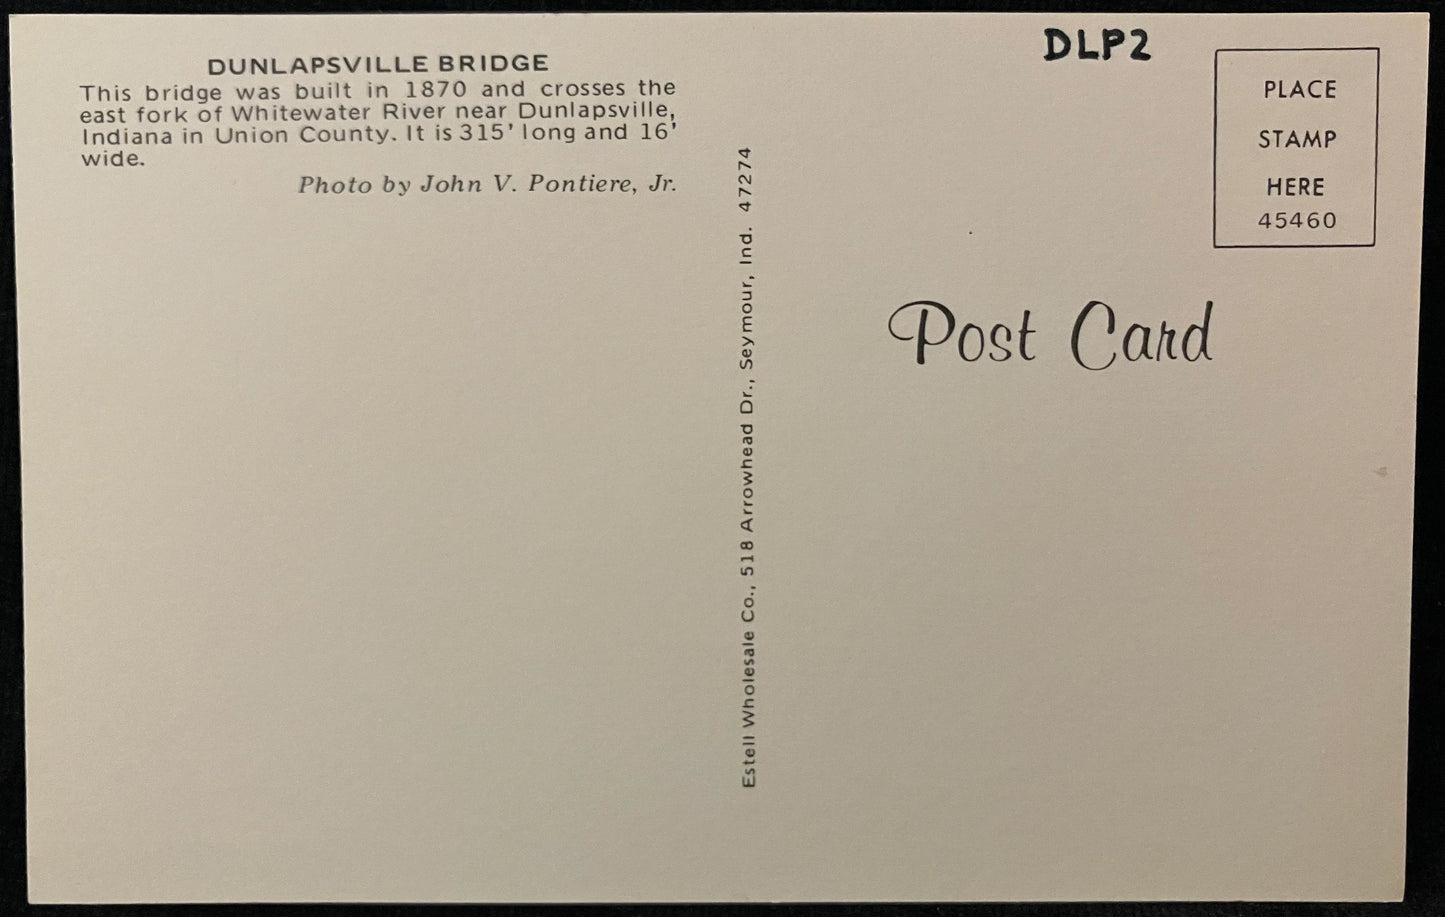 DUNLAPSVILLE BRIDGE
This bridge was built in 1870 and crosses the
east fork of Whitewater River near Dunlapsville,
Indiana in Union County. It is 315' long and 16'
wide.
Photo by John V. Pontiere, Jr.
Estell Wholesale Co., 518 Arrowhead Dr., Seymour, Ind. 47274
DLP2
PLACE
STAMP
HERE
45460
Post Card